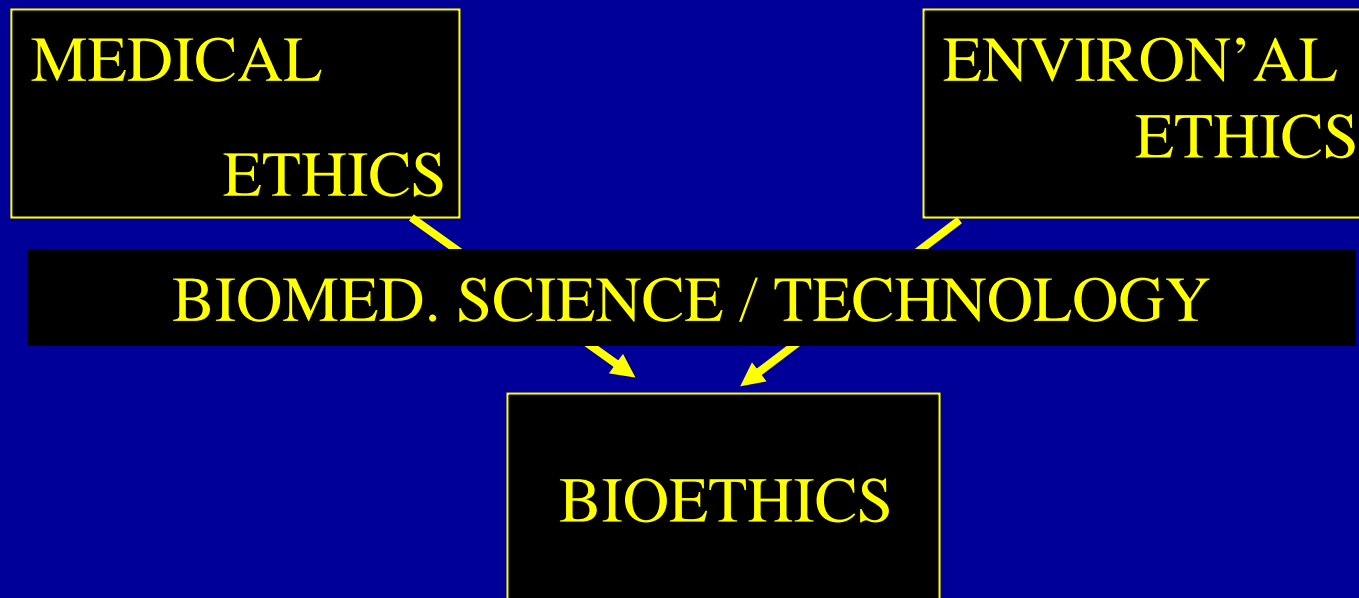 MEDICAL
ETHICS
ENVIRON’AL
ETHICS
BIOMED. SCIENCE / TECHNOLOGY
BIOETHICS